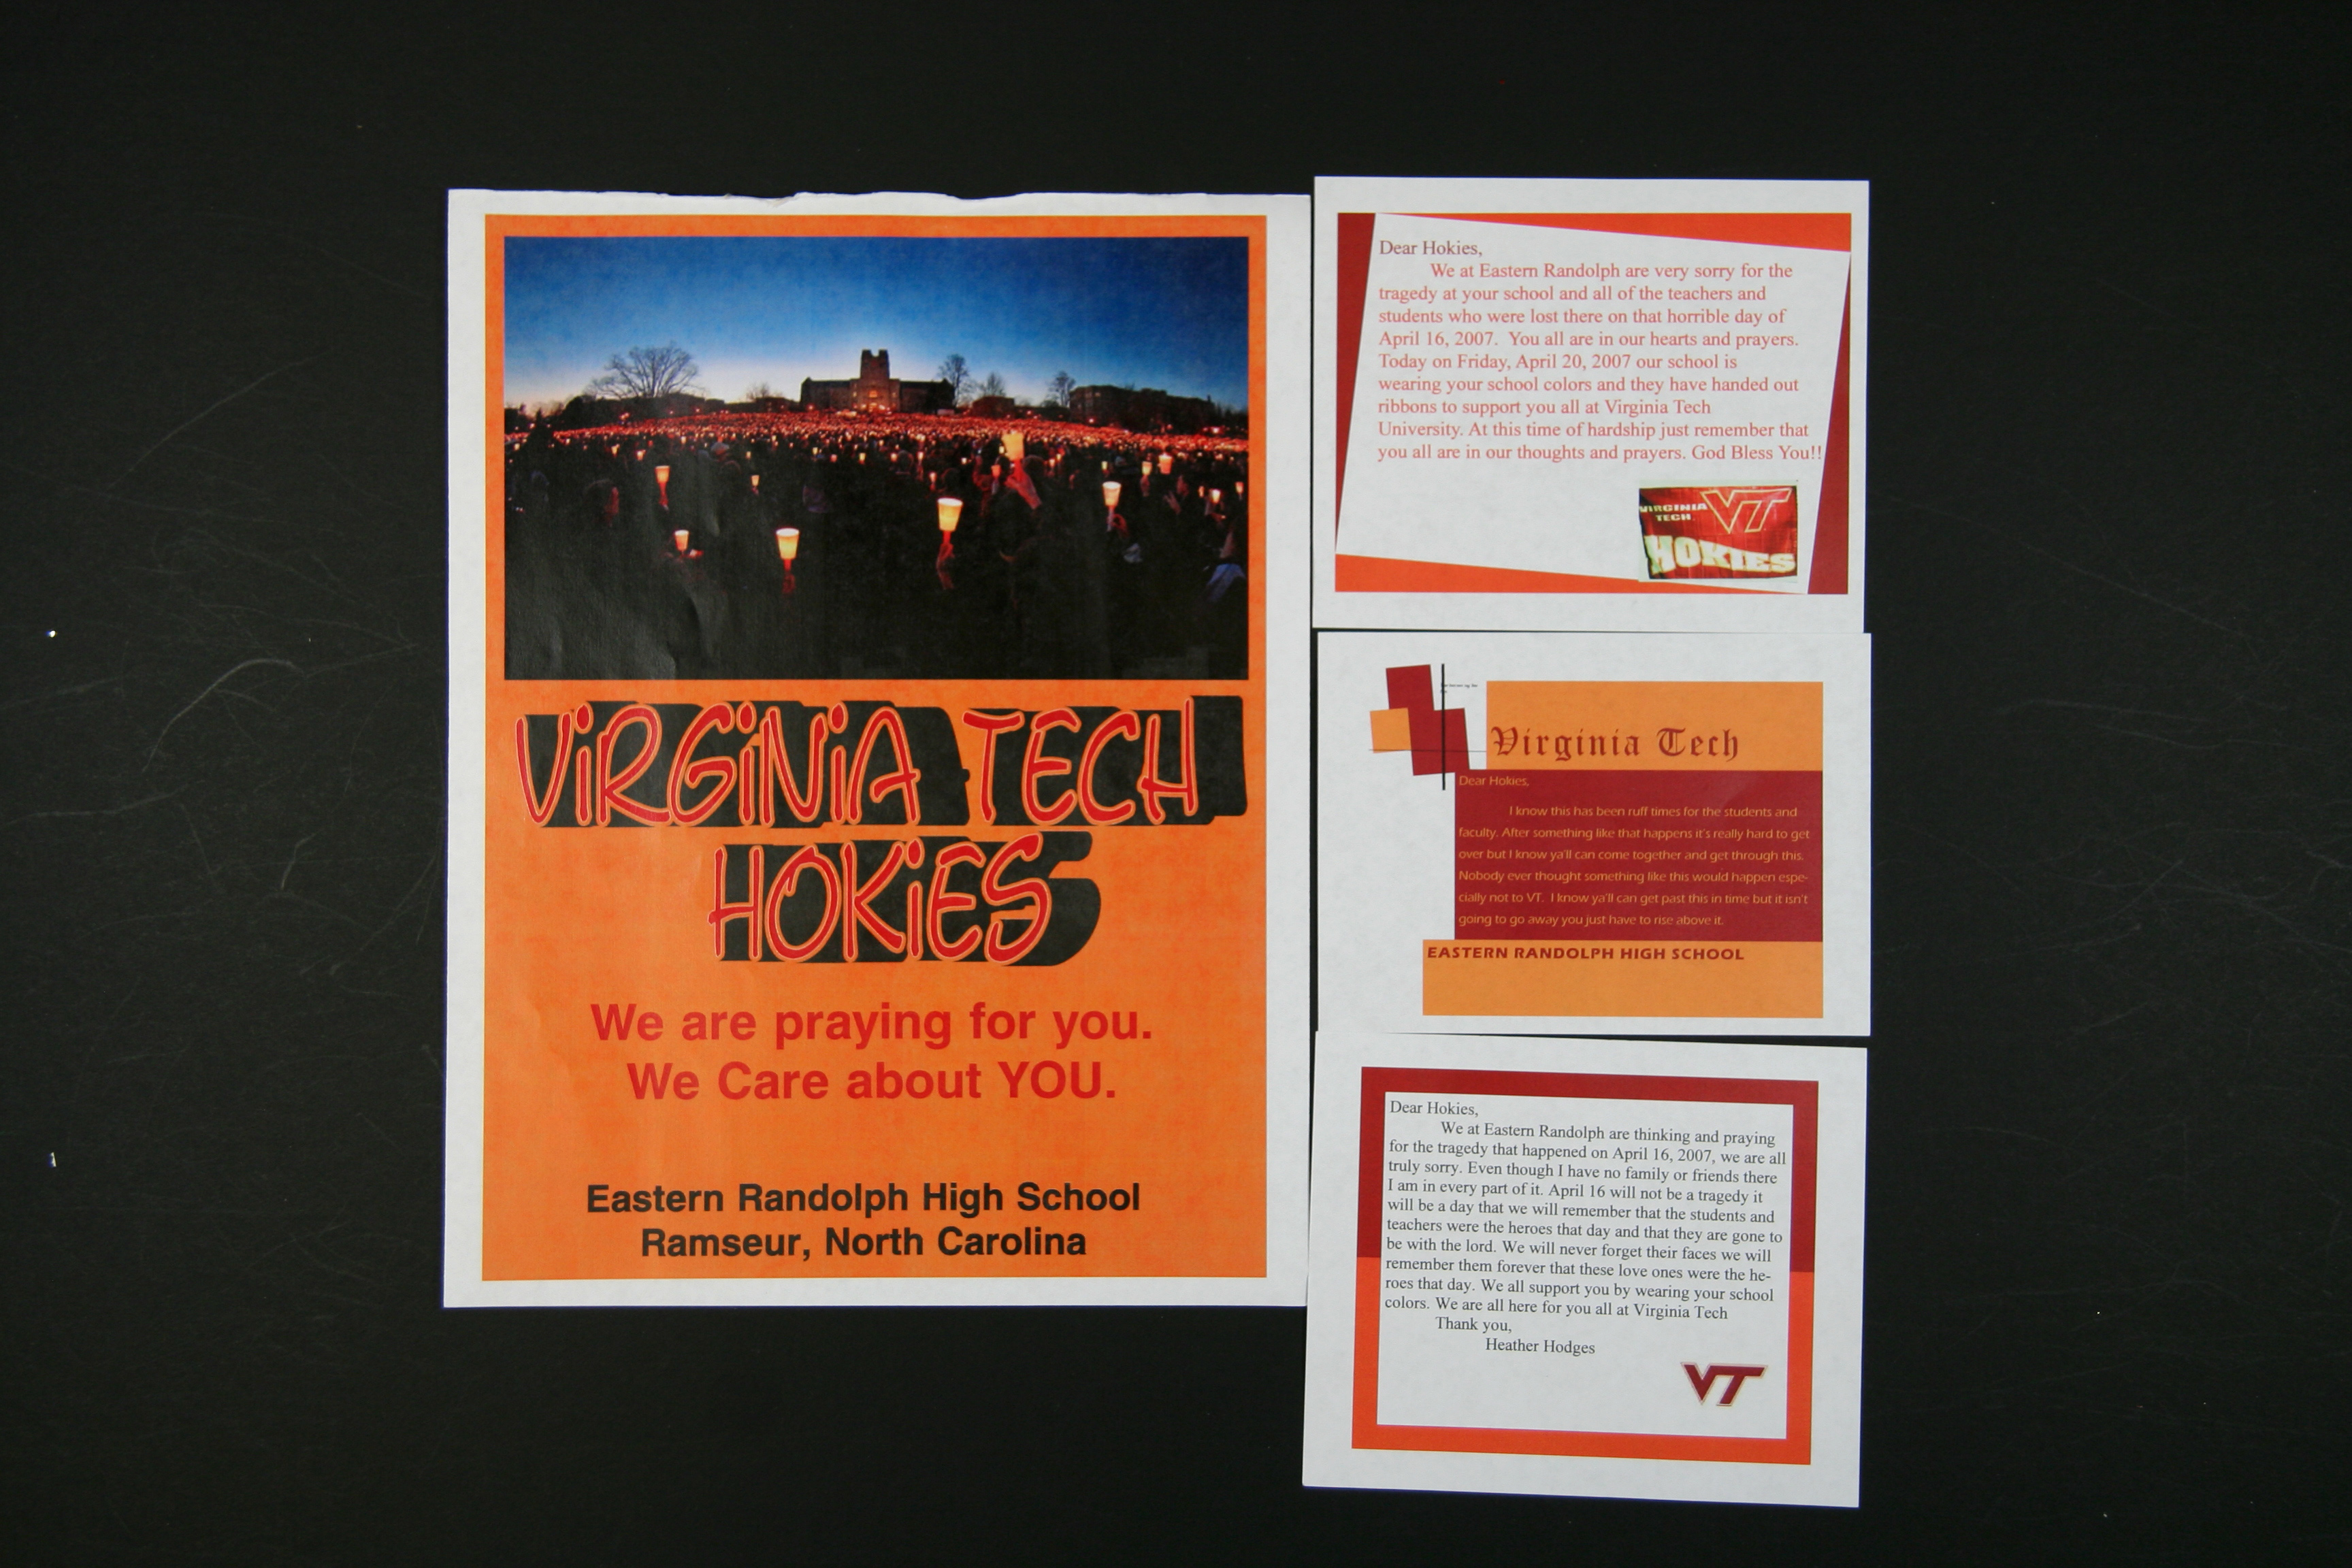 VIRGINIA TECH
HOKIES
We are praying for you.
We Care about YOU.
Eastern Randolph High School
Ramseur, North Carolina
Dear Hokies,
We at Eastern Randolph are very sorry for the
tragedy at your school and all of the teachers and
students who were lost there on that horrible day of
April 16, 2007. You all are in our hearts and prayers.
Today on Friday, April 20, 2007 our school is
wearing your school colors and they have handed out
ribbons to support you all at Virginia Tech
University. At this time of hardship just remember that
you all are in our thoughts and prayers. God Bless You!!
VIRGINIA
TECH
VT
HOKIES
Virginia Tech
Dear Hokies,
I know this has been ruff times for the students and
faculty. After something like that happens it's really hard to get
over but I know ya'll can come together and get through this.
Nobody ever thought something like this would happen espe-
cially not to VT. I know ya'll can get past this in time but it isn't
going to go away you just have to rise above it.
EASTERN RANDOLPH HIGH SCHOOL
Dear Hokies,
We at Eastern Randolph are thinking and praying
for the tragedy that happened on April 16, 2007, we are all
truly sorry. Even though I have no family or friends there
I am in every part of it. April 16 will not be a tragedy it
will be a day that we will remember that the students and
teachers were the heroes that day and that they are gone to
be with the lord. We will never forget their faces we will
remember them forever that these love ones were the he-
roes that day. We all support you by wearing your school
colors. We are all here for you all at Virginia Tech
Thank you,
Heather Hodges
VT